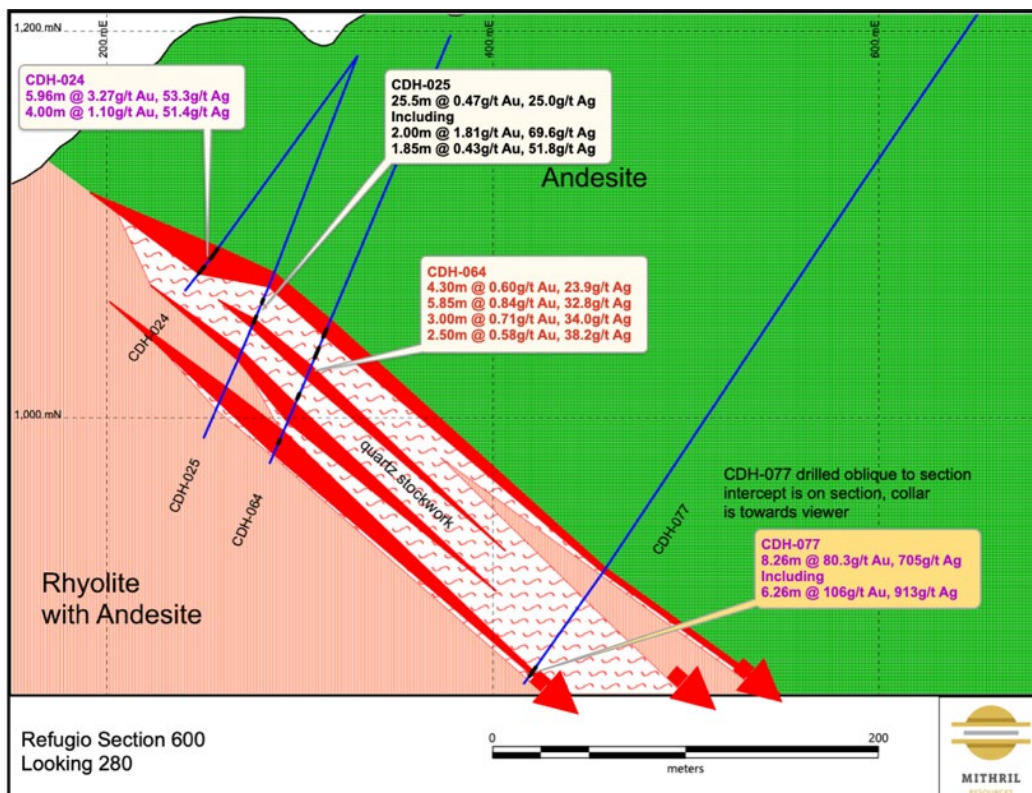 1,200 mN
200 mE
400 mE
600 mE
CDH-024
5.96m @ 3.27g/t Au, 53.3g/t Ag
4.00m @ 1.10g/t Au, 51.4g/t Ag
CDH-025
25.5m @ 0.47g/t Au, 25.0g/t Ag
Including
2.00m @ 1.81g/t Au, 69.6g/t Ag
1.85m @ 0.43g/t Au, 51.8g/t Ag
Andesite
CDH-064
4.30m @ 0.60g/t Au, 23.9g/t Ag
5.85m @ 0.84g/t Au, 32.8g/t Ag
3.00m @ 0.71g/t Au, 34.0g/t Ag
2.50m @ 0.58g/t Au, 38.2g/t Ag
CDH-024
1,000 mN
CDH-025
CDH-064
quartz stockwork
CDH-077
CDH-077 drilled oblique to section
intercept is on section, collar
is towards viewer
CDH-077
8.26m @ 80.3g/t Au, 705g/t Ag
Including
6.26m @ 106g/t Au, 913g/t Ag
Rhyolite
with Andesite
Refugio Section 600
Looking 280
0
200
meters
MITHRIL
RESOURCES